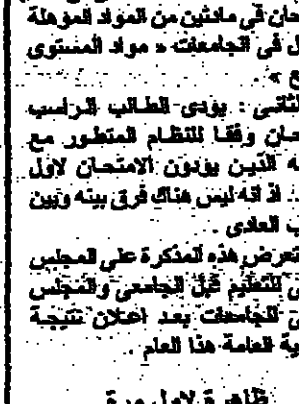 حان في مادتين من المواد المؤهلة
ل في الجامعات « مواد المستوى
ع » .
الثاني : يؤدي الطالب الراسب
حان وفقا للنظام المتطور مع
ه الذين يؤدون الامتحان لاول
.. اذ انه ليس هناك فرق بينه وبين
ب العادى .
تعرض هذه المذكرة على المجلس
ى للتعليم قبل الجامعى والمجلس
ى للجامعات بعد اعلان نتيجة
ية العامة هذا العام .
ظاهرة لاول مرة